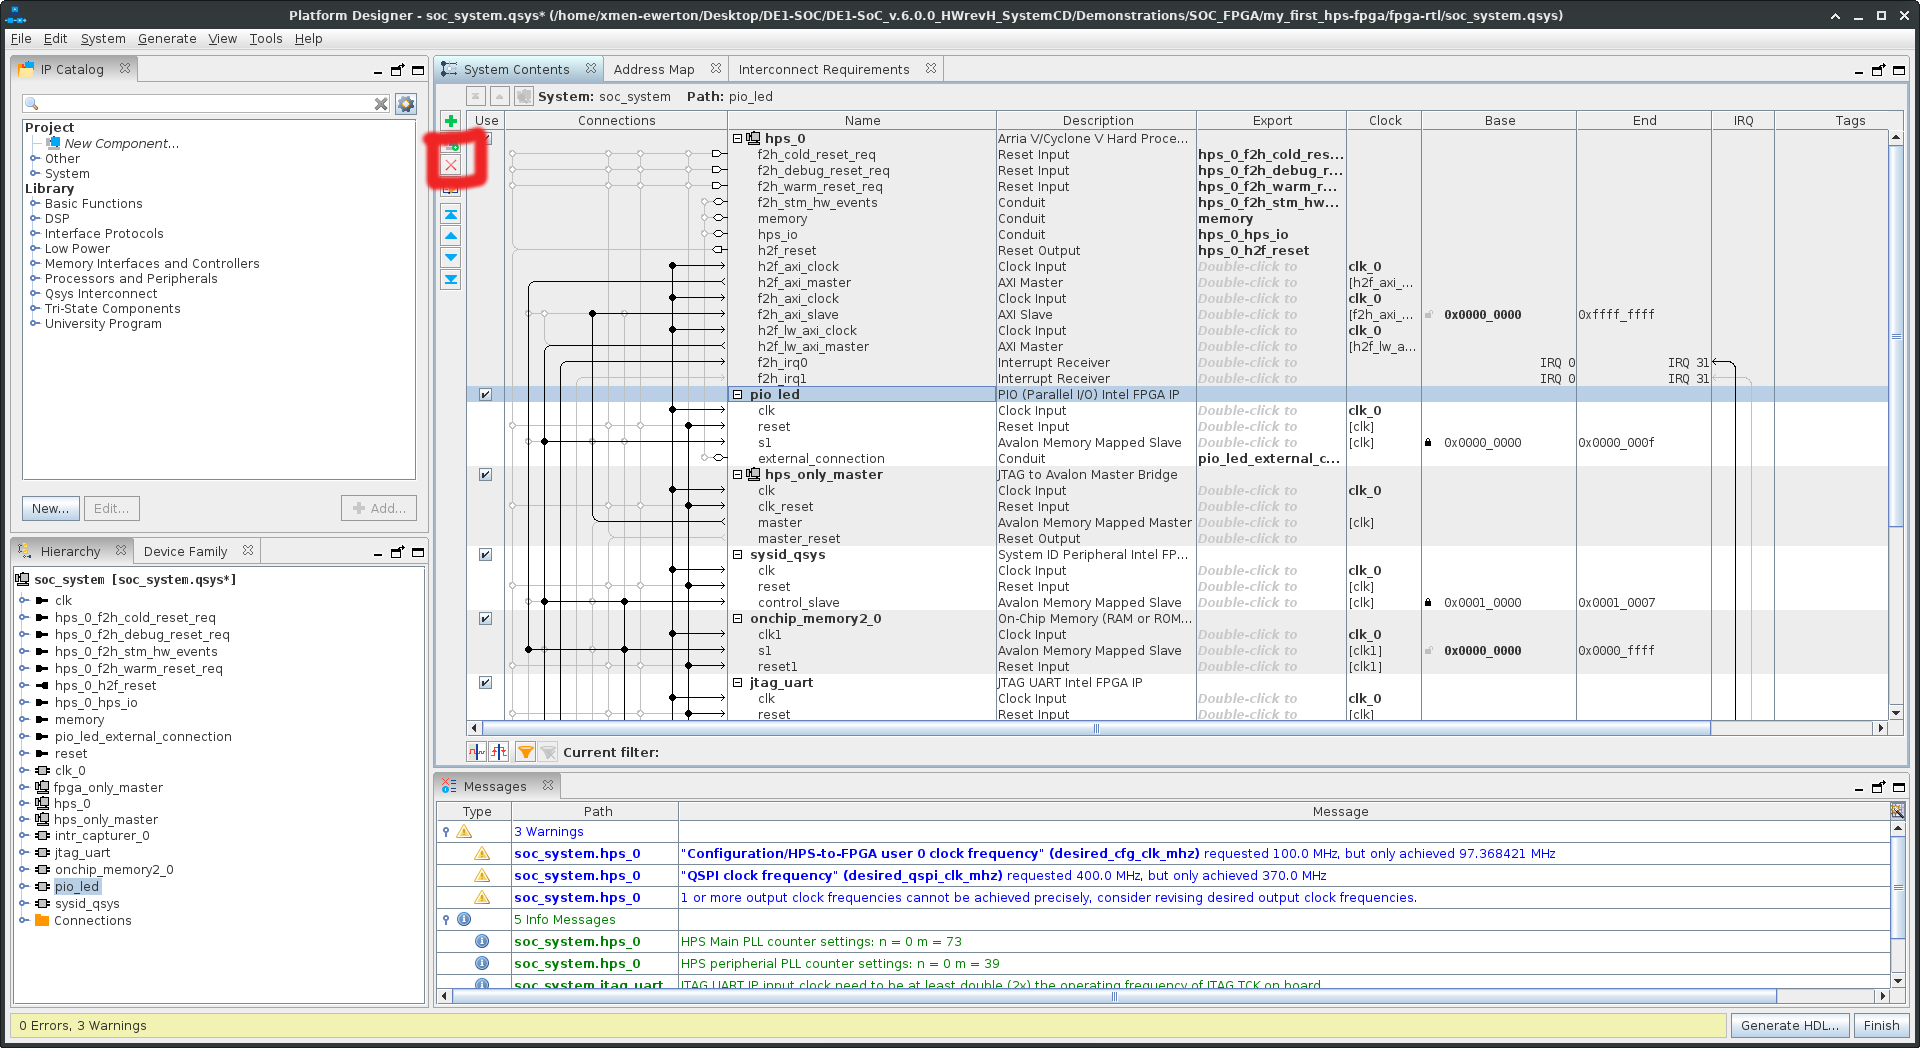 Platform Designer - soc_system.qsys* (/home/xmen-ewerton/Desktop/DE1-SOC/DE1-SoC_v.6.0.0_HWrevH_SystemCD/Demonstrations/SOC_FPGA/my_first_hps-fpga/fpga-rtl/soc_system.qsys)
File Edit System Generate View Tools Help
IP Catalog
Project
New Component...
Other
System
Library
Basic Functions
DSP
Interface Protocols
Low Power
Memory Interfaces and Controllers
Processors and Peripherals
Qsys Interconnect
Tri-State Components
University Program
New... Edit... Add...
Hierarchy Device Family
soc_system [soc_system.qsys*]
clk
hps_0_f2h_cold_reset_req
hps_0_f2h_debug_reset_req
hps_0_f2h_stm_hw_events
hps_0_f2h_warm_reset_req
hps_0_h2f_reset
hps_0_hps_io
memory
pio_led_external_connection
reset
clk_0
fpga_only_master
hps_0
hps_only_master
intr_capturer_0
jtag_uart
onchip_memory2_0
pio_led
sysid_qsys
Connections
System Contents Address Map Interconnect Requirements
System: soc_system Path: pio_led
Use Connections Name Description Export Clock Base End IRQ Tags
hps_0 Arria V/Cyclone V Hard Proce...
f2h_cold_reset_req Reset Input hps_0_f2h_cold_res...
f2h_debug_reset_req Reset Input hps_0_f2h_debug_r...
f2h_warm_reset_req Reset Input hps_0_f2h_warm_r...
f2h_stm_hw_events Conduit hps_0_f2h_stm_hw...
memory Conduit memory
hps_io Conduit hps_0_hps_io
h2f_reset Reset Output hps_0_h2f_reset
h2f_axi_clock Clock Input Double-click to clk_0
h2f_axi_master AXI Master Double-click to [h2f_axi_...
f2h_axi_clock Clock Input Double-click to clk_0
f2h_axi_slave AXI Slave Double-click to [f2h_axi_... 0x0000_0000 0xffff_ffff
h2f_lw_axi_clock Clock Input Double-click to clk_0
h2f_lw_axi_master AXI Master Double-click to [h2f_lw_a...
f2h_irq0 Interrupt Receiver Double-click to IRQ 0 IRQ 31
f2h_irq1 Interrupt Receiver Double-click to IRQ 0 IRQ 31
pio_led PIO (Parallel I/O) Intel FPGA IP
clk Clock Input Double-click to clk_0
reset Reset Input Double-click to [clk]
s1 Avalon Memory Mapped Slave Double-click to [clk] 0x0000_0000 0x0000_000f
external_connection Conduit pio_led_external_c...
hps_only_master JTAG to Avalon Master Bridge
clk Clock Input Double-click to clk_0
clk_reset Reset Input Double-click to
master Avalon Memory Mapped Master Double-click to [clk]
master_reset Reset Output Double-click to
sysid_qsys System ID Peripheral Intel FP...
clk Clock Input Double-click to clk_0
reset Reset Input Double-click to [clk]
control_slave Avalon Memory Mapped Slave Double-click to [clk] 0x0001_0000 0x0001_0007
onchip_memory2_0 On-Chip Memory (RAM or ROM...
clk1 Clock Input Double-click to clk_0
s1 Avalon Memory Mapped Slave Double-click to [clk1] 0x0000_0000 0x0000_ffff
reset1 Reset Input Double-click to [clk1]
jtag_uart JTAG UART Intel FPGA IP
clk Clock Input Double-click to clk_0
reset Reset Input Double-click to [clk]
Current filter:
Messages
Type Path Message
3 Warnings
soc_system.hps_0 "Configuration/HPS-to-FPGA user 0 clock frequency" (desired_cfg_clk_mhz) requested 100.0 MHz, but only achieved 97.368421 MHz
soc_system.hps_0 "QSPI clock frequency" (desired_qspi_clk_mhz) requested 400.0 MHz, but only achieved 370.0 MHz
soc_system.hps_0 1 or more output clock frequencies cannot be achieved precisely, consider revising desired output clock frequencies.
5 Info Messages
soc_system.hps_0 HPS Main PLL counter settings: n = 0 m = 73
soc_system.hps_0 HPS peripherial PLL counter settings: n = 0 m = 39
soc_system.jtag_uart JTAG UART IP input clock need to be at least double (2x) the operating frequency of JTAG TCK on board
0 Errors, 3 Warnings
Generate HDL... Finish